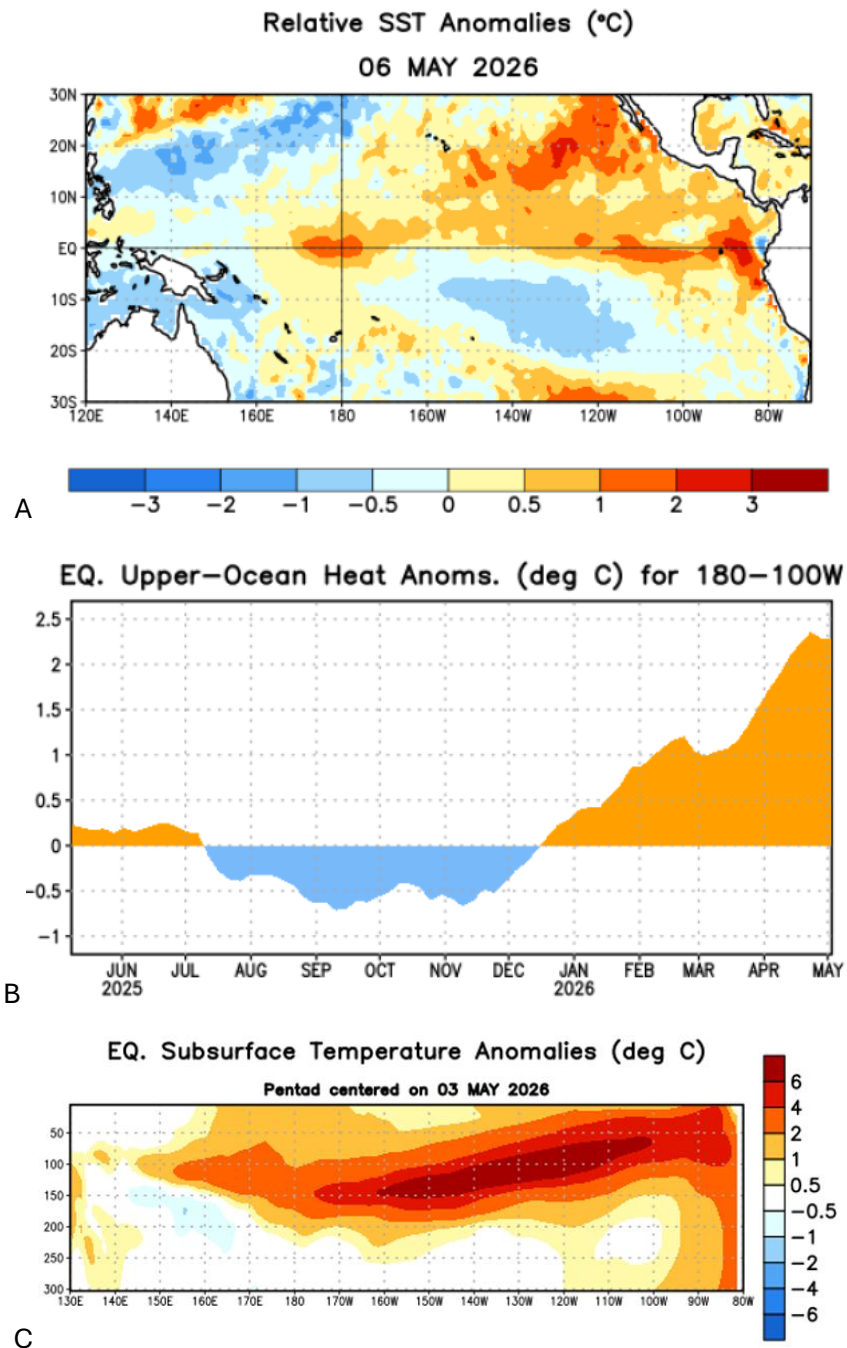 Relative SST Anomalies (°C)
06 MAY 2026
30N
20N
10N
EQ
10S
20S
30S
120E 140E 160E 180 160W 140W 120W 100W 80W
-3 -2 -1 -0.5 0 0.5 1 2 3
A
EQ. Upper-Ocean Heat Anoms. (deg C) for 180-100W
2.5
2
1.5
1
0.5
0
-0.5
-1
JUN JUL AUG SEP OCT NOV DEC JAN FEB MAR APR MAY
2025 2026
B
EQ. Subsurface Temperature Anomalies (deg C)
Pentad centered on 03 MAY 2026
50
100
150
200
250
300
130E 140E 150E 160E 170E 180 170W 160W 150W 140W 130W 120W 110W 100W 90W 80W
6
4
2
1
0.5
-0.5
-1
-2
-4
-6
C